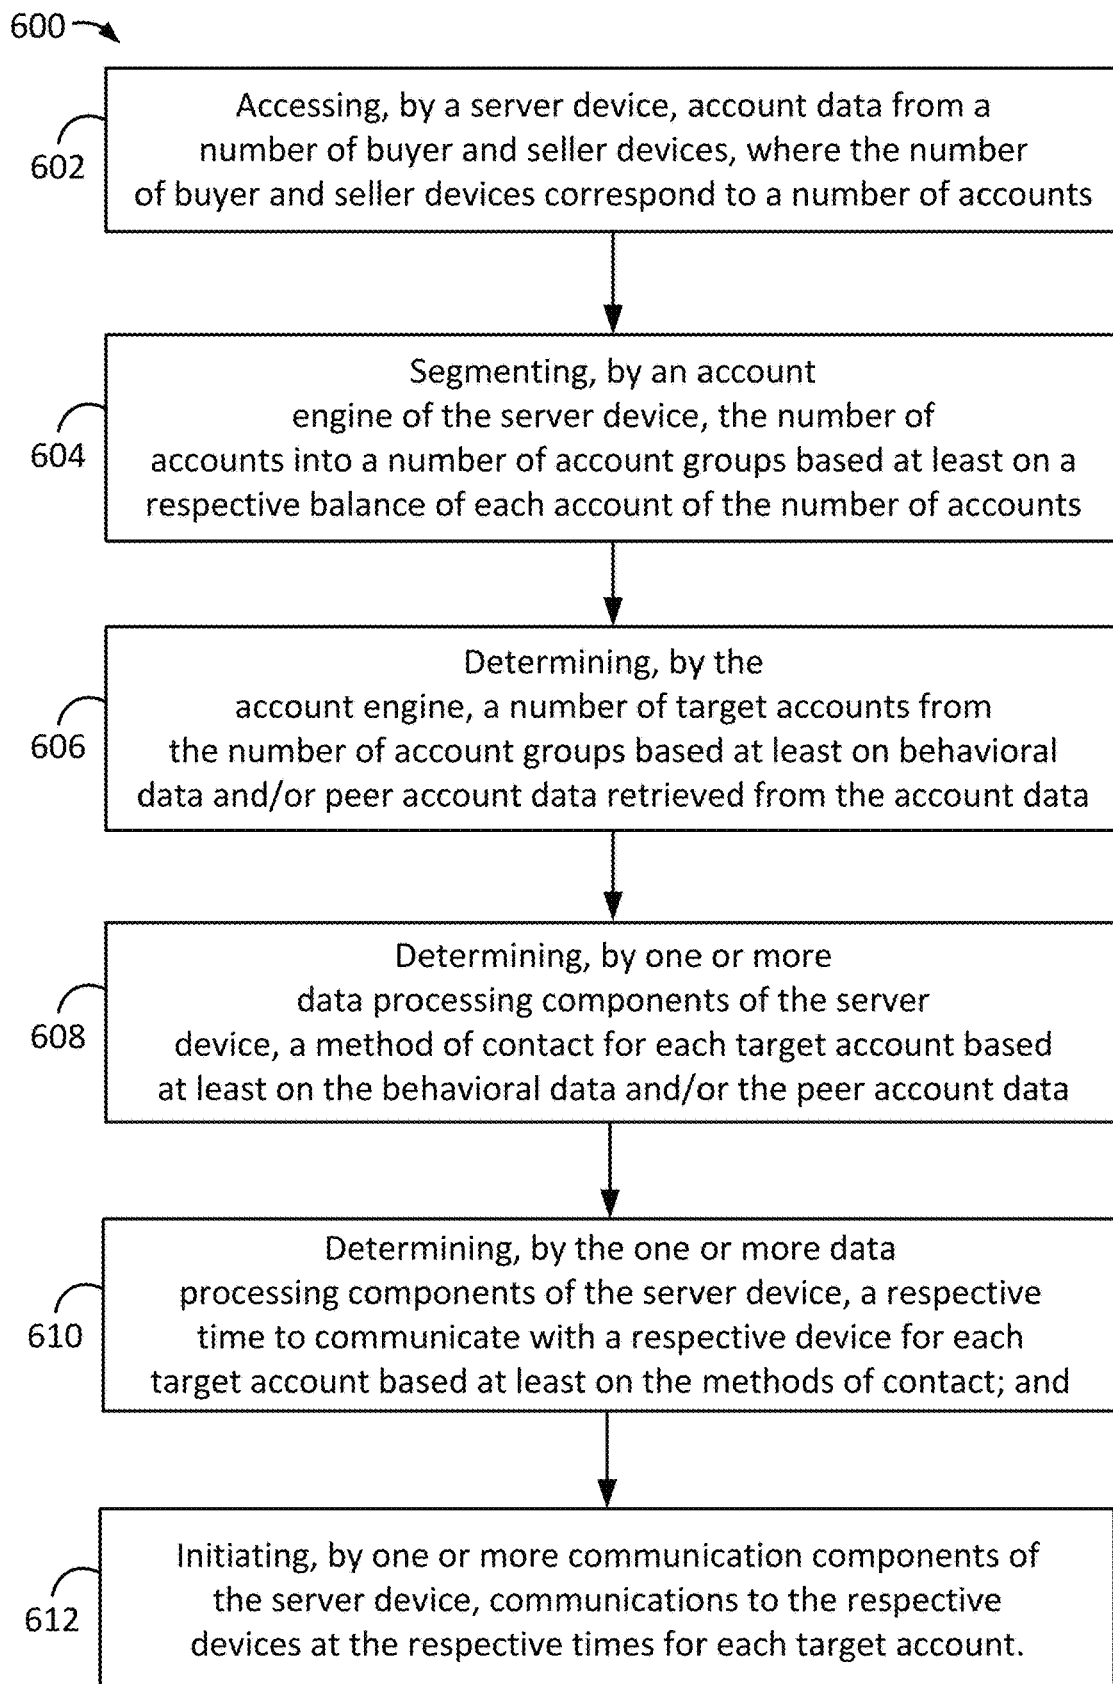 600
Accessing, by a server device, account data from a
number of buyer and seller devices, where the number
of buyer and seller devices correspond to a number of accounts
602
Segmenting, by an account
engine of the server device, the number of
accounts into a number of account groups based at least on a
respective balance of each account of the number of accounts
604
Determining, by the
account engine, a number of target accounts from
the number of account groups based at least on behavioral
data and/or peer account data retrieved from the account data
606
Determining, by one or more
data processing components of the server
device, a method of contact for each target account based
at least on the behavioral data and/or the peer account data
608
Determining, by the one or more data
processing components of the server device, a respective
time to communicate with a respective device for each
target account based at least on the methods of contact; and
610
Initiating, by one or more communication components of
the server device, communications to the respective
devices at the respective times for each target account.
612